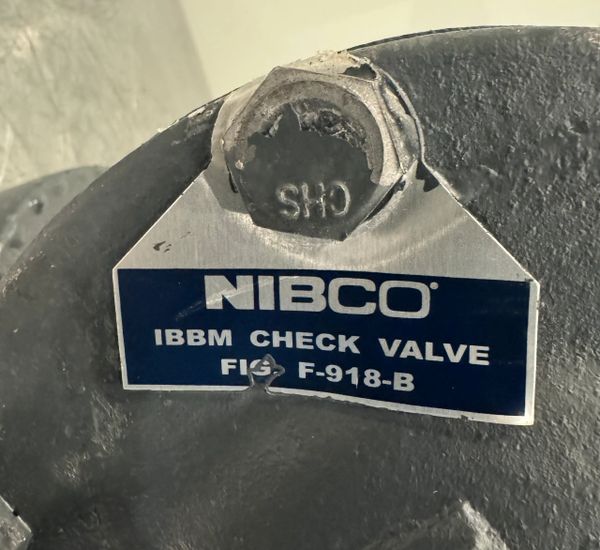 CHS
NIBCO®
IBBM CHECK VALVE
FIG. F-918-B